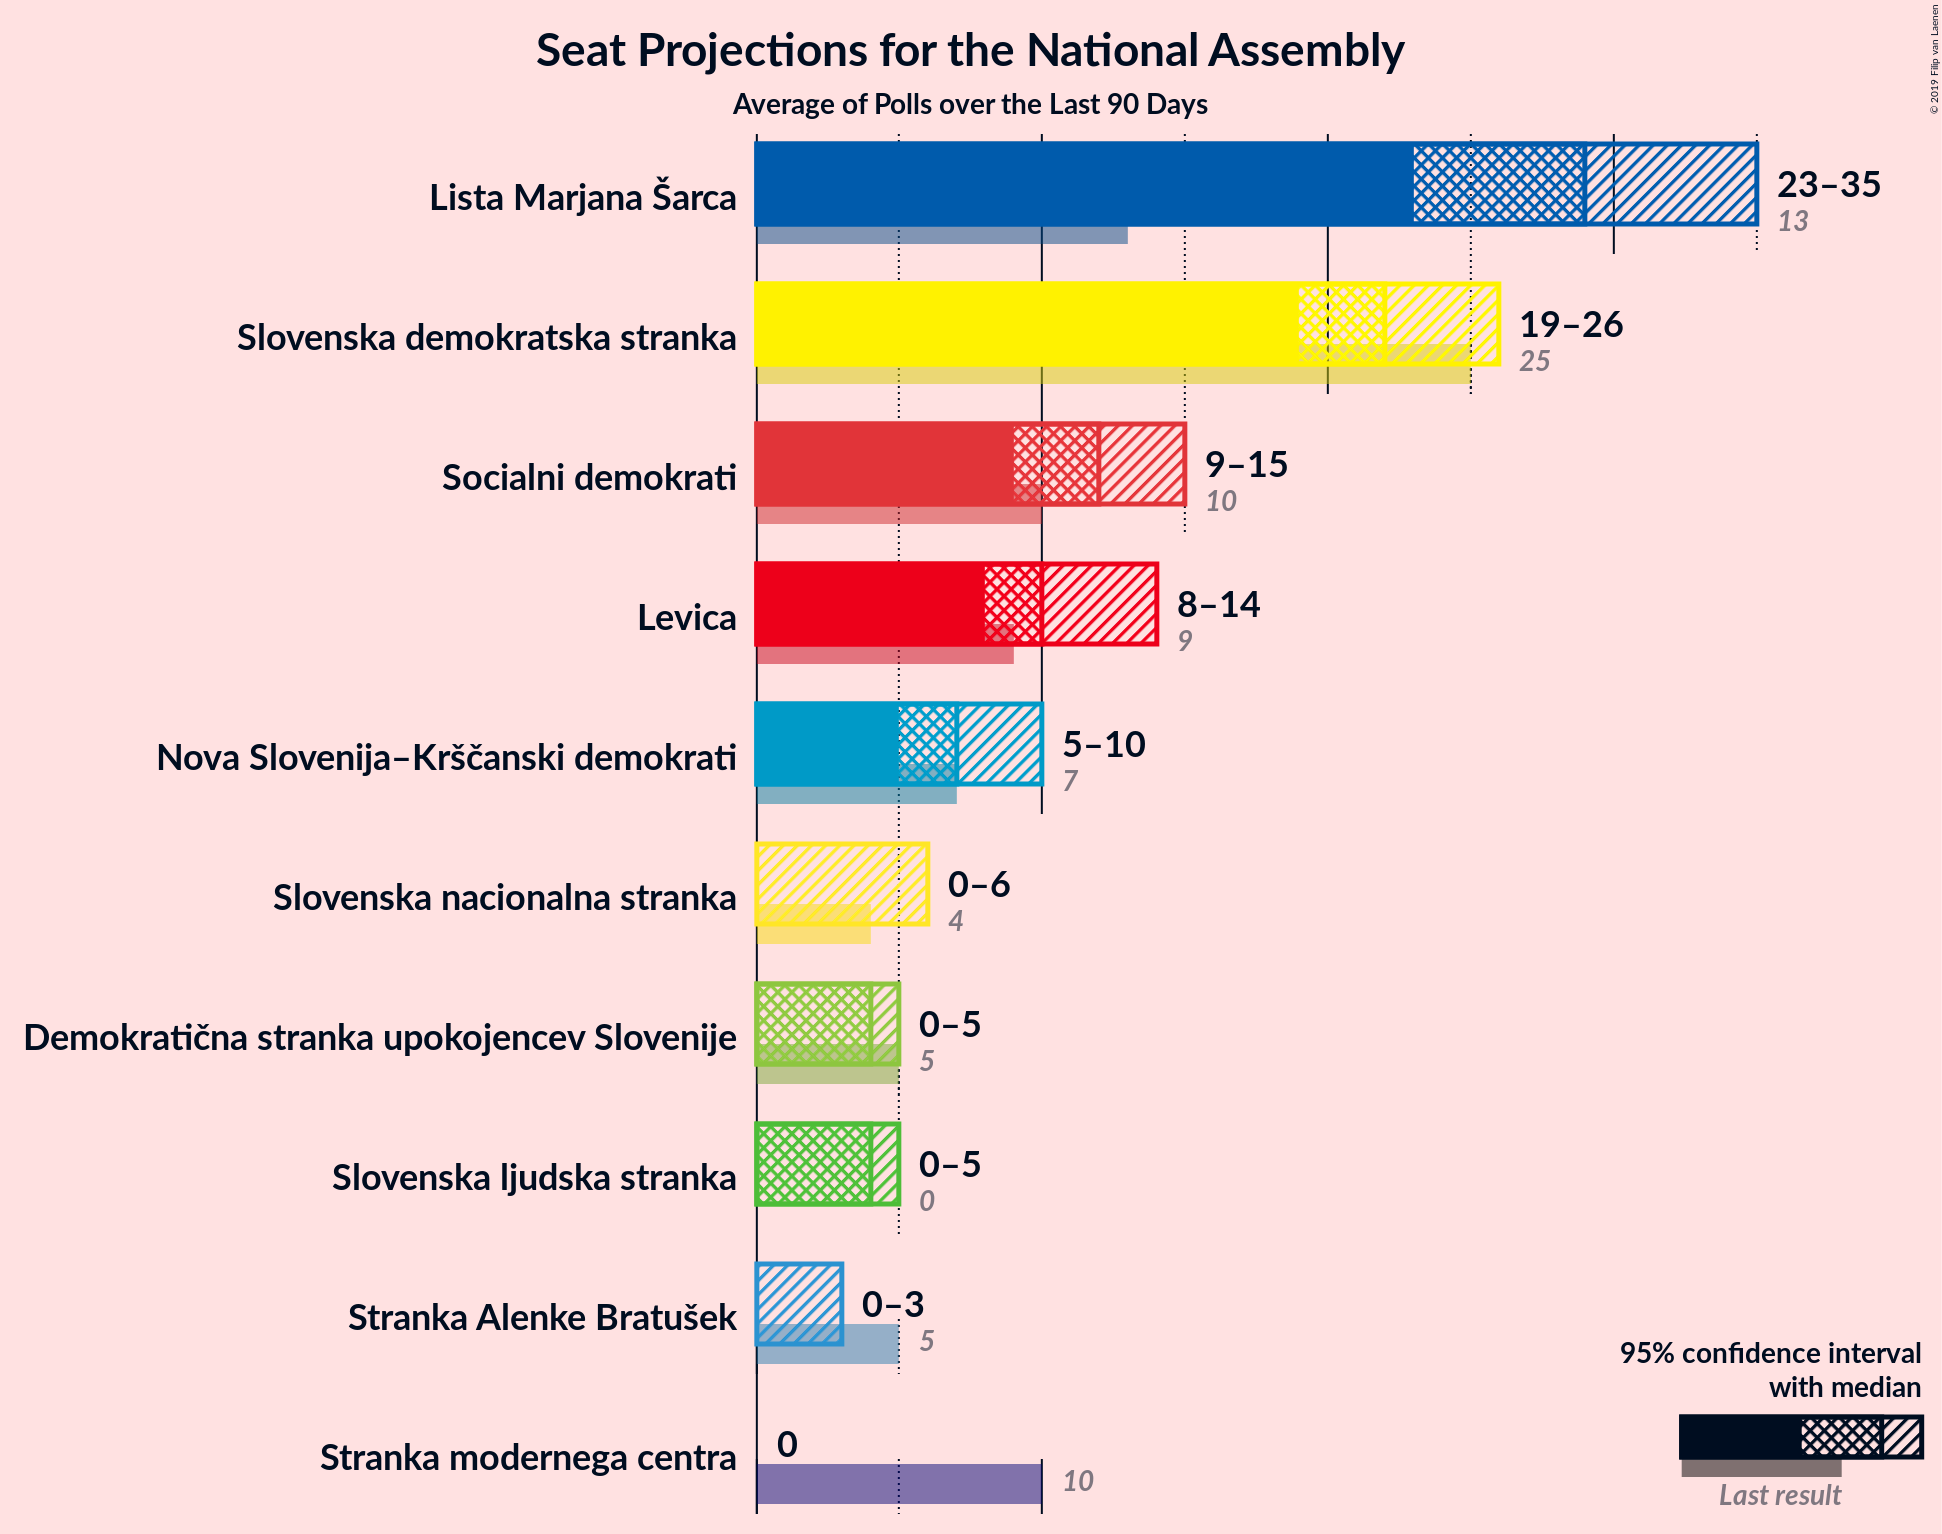 Seat Projections for the National Assembly
Average of Polls over the Last 90 Days
© 2019 Filip van Laenen
Lista Marjana Šarca
23–35
13
Slovenska demokratska stranka
19–26
25
Socialni demokrati
9–15
10
Levica
8–14
9
Nova Slovenija–Krščanski demokrati
5–10
7
Slovenska nacionalna stranka
0–6
4
Demokratična stranka upokojencev Slovenije
0–5
5
Slovenska ljudska stranka
0–5
0
Stranka Alenke Bratušek
0–3
5
Stranka modernega centra
0
10
95% confidence interval
with median
Last result